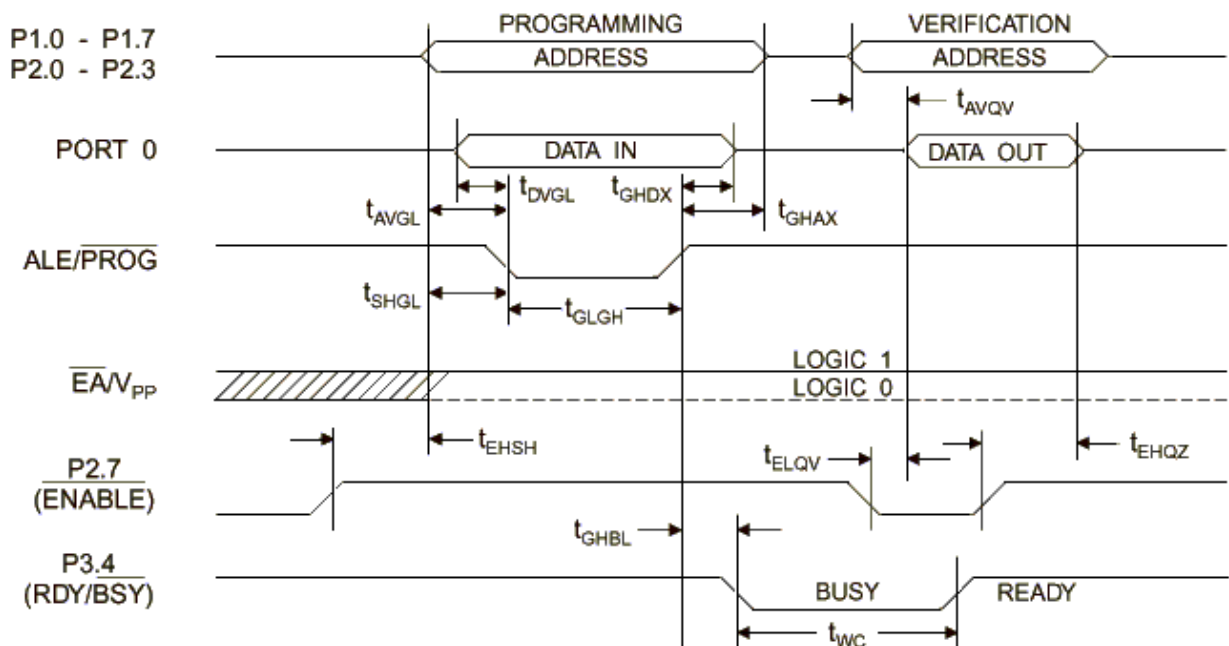 PROGRAMMING
VERIFICATION
P1.0 - P1.7
P2.0 - P2.3
ADDRESS
ADDRESS
tAVQV
PORT 0
DATA IN
DATA OUT
tDVGL
tGHDX
tAVGL
tGHAX
ALE/PROG
tSHGL
tGLGH
LOGIC 1
EA/VPP
LOGIC 0
tEHSH
tELQV
tEHQZ
P2.7
(ENABLE)
tGHBL
P3.4
(RDY/BSY)
BUSY
READY
tWC